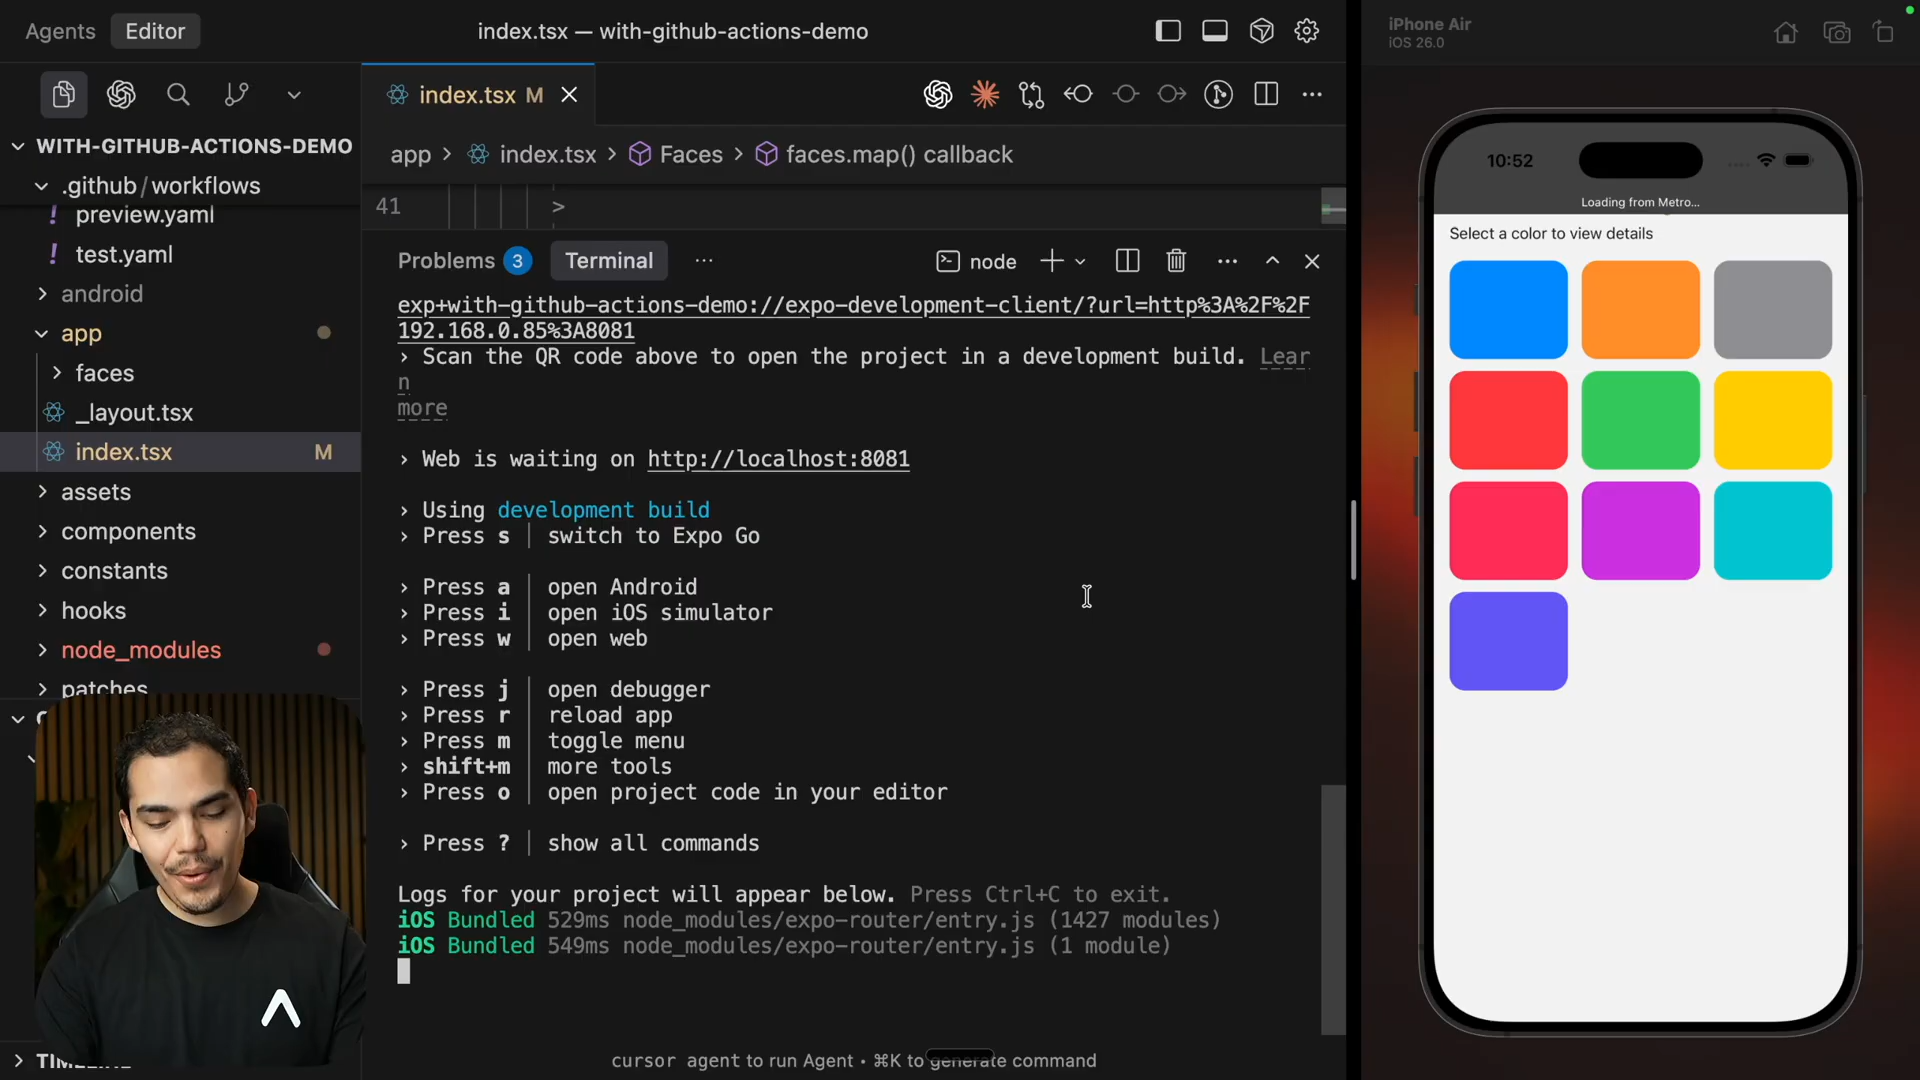 Agents Editor index.tsx — with-github-actions-demo
index.tsx M
WITH-GITHUB-ACTIONS-DEMO
.github/workflows
! preview.yaml
! test.yaml
android
app
faces
_layout.tsx
index.tsx M
assets
components
constants
hooks
node_modules
patches
app > index.tsx > Faces > faces.map() callback
41 >
Problems 3 Terminal ··· node
exp+with-github-actions-demo://expo-development-client/?url=http%3A%2F%2F
192.168.0.85%3A8081
› Scan the QR code above to open the project in a development build. Lear
n
more
› Web is waiting on http://localhost:8081
› Using development build
› Press s │ switch to Expo Go
› Press a │ open Android
› Press i │ open iOS simulator
› Press w │ open web
› Press j │ open debugger
› Press r │ reload app
› Press m │ toggle menu
› shift+m │ more tools
› Press o │ open project code in your editor
› Press ? │ show all commands
Logs for your project will appear below. Press Ctrl+C to exit.
iOS Bundled 529ms node_modules/expo-router/entry.js (1427 modules)
iOS Bundled 549ms node_modules/expo-router/entry.js (1 module)
cursor agent to run Agent • ⌘K to generate command
iPhone Air
iOS 26.0
10:52
Loading from Metro...
Select a color to view details